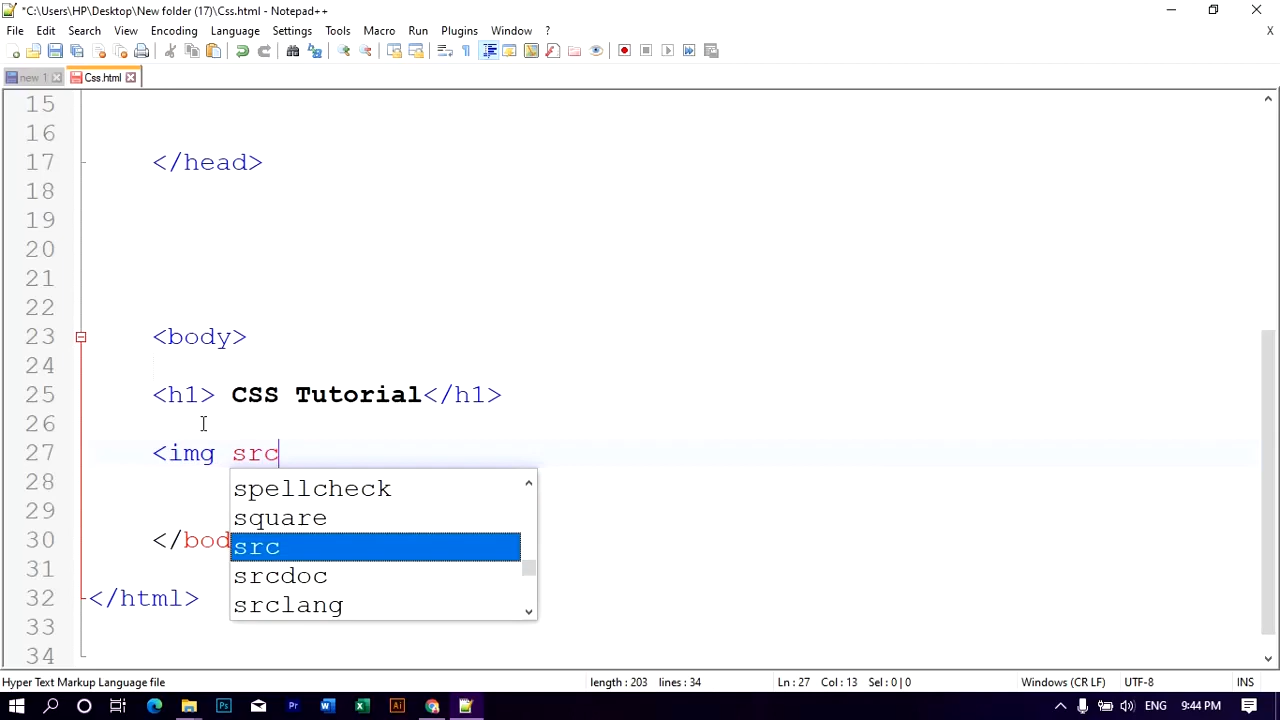 *C:\Users\HP\Desktop\New folder (17)\Css.html - Notepad++
File Edit Search View Encoding Language Settings Tools Macro Run Plugins Window ? X
new 1 Css.html
15
16
17 </head>
18
19
20
21
22
23 <body>
24
25 <h1> CSS Tutorial</h1>
26
27 <img src
28 spellcheck
29 square
30 </bod src
31 srcdoc
32 </html> srclang
33
34
Hyper Text Markup Language file length : 203 lines : 34 Ln : 27 Col : 13 Sel : 0 | 0 Windows (CR LF) UTF-8 INS
Ps Pr W X Ai ENG 9:44 PM